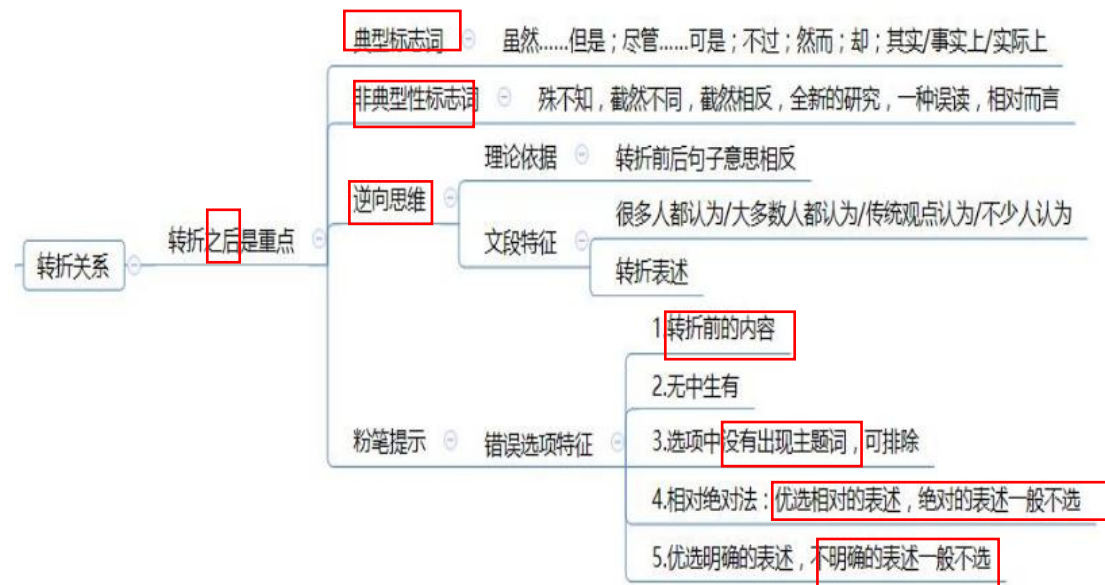 典型标志词 虽然……但是；尽管……可是；不过；然而；却；其实/事实上/实际上
非典型性标志词 殊不知，截然不同，截然相反，全新的研究，一种误读，相对而言
理论依据 转折前后句子意思相反
逆向思维
很多人都认为/大多数人都认为/传统观点认为/不少人认为
文段特征
转折之后是重点
转折关系
转折表述
1.转折前的内容
2.无中生有
粉笔提示 错误选项特征 3.选项中没有出现主题词，可排除
4.相对绝对法：优选相对的表述，绝对的表述一般不选
5.优选明确的表述，不明确的表述一般不选